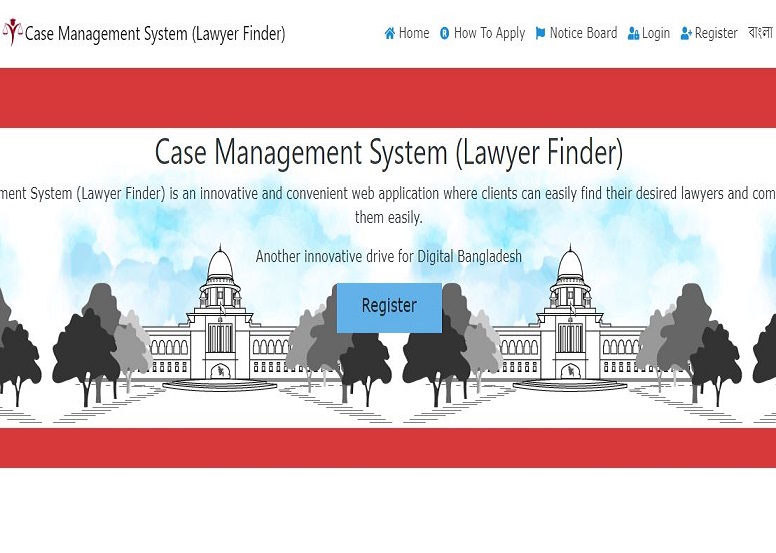 Case Management System (Lawyer Finder)
Home How To Apply Notice Board Login Register বাংলা
Case Management System (Lawyer Finder)
ment System (Lawyer Finder) is an innovative and convenient web application where clients can easily find their desired lawyers and com
them easily.
Another innovative drive for Digital Bangladesh
Register